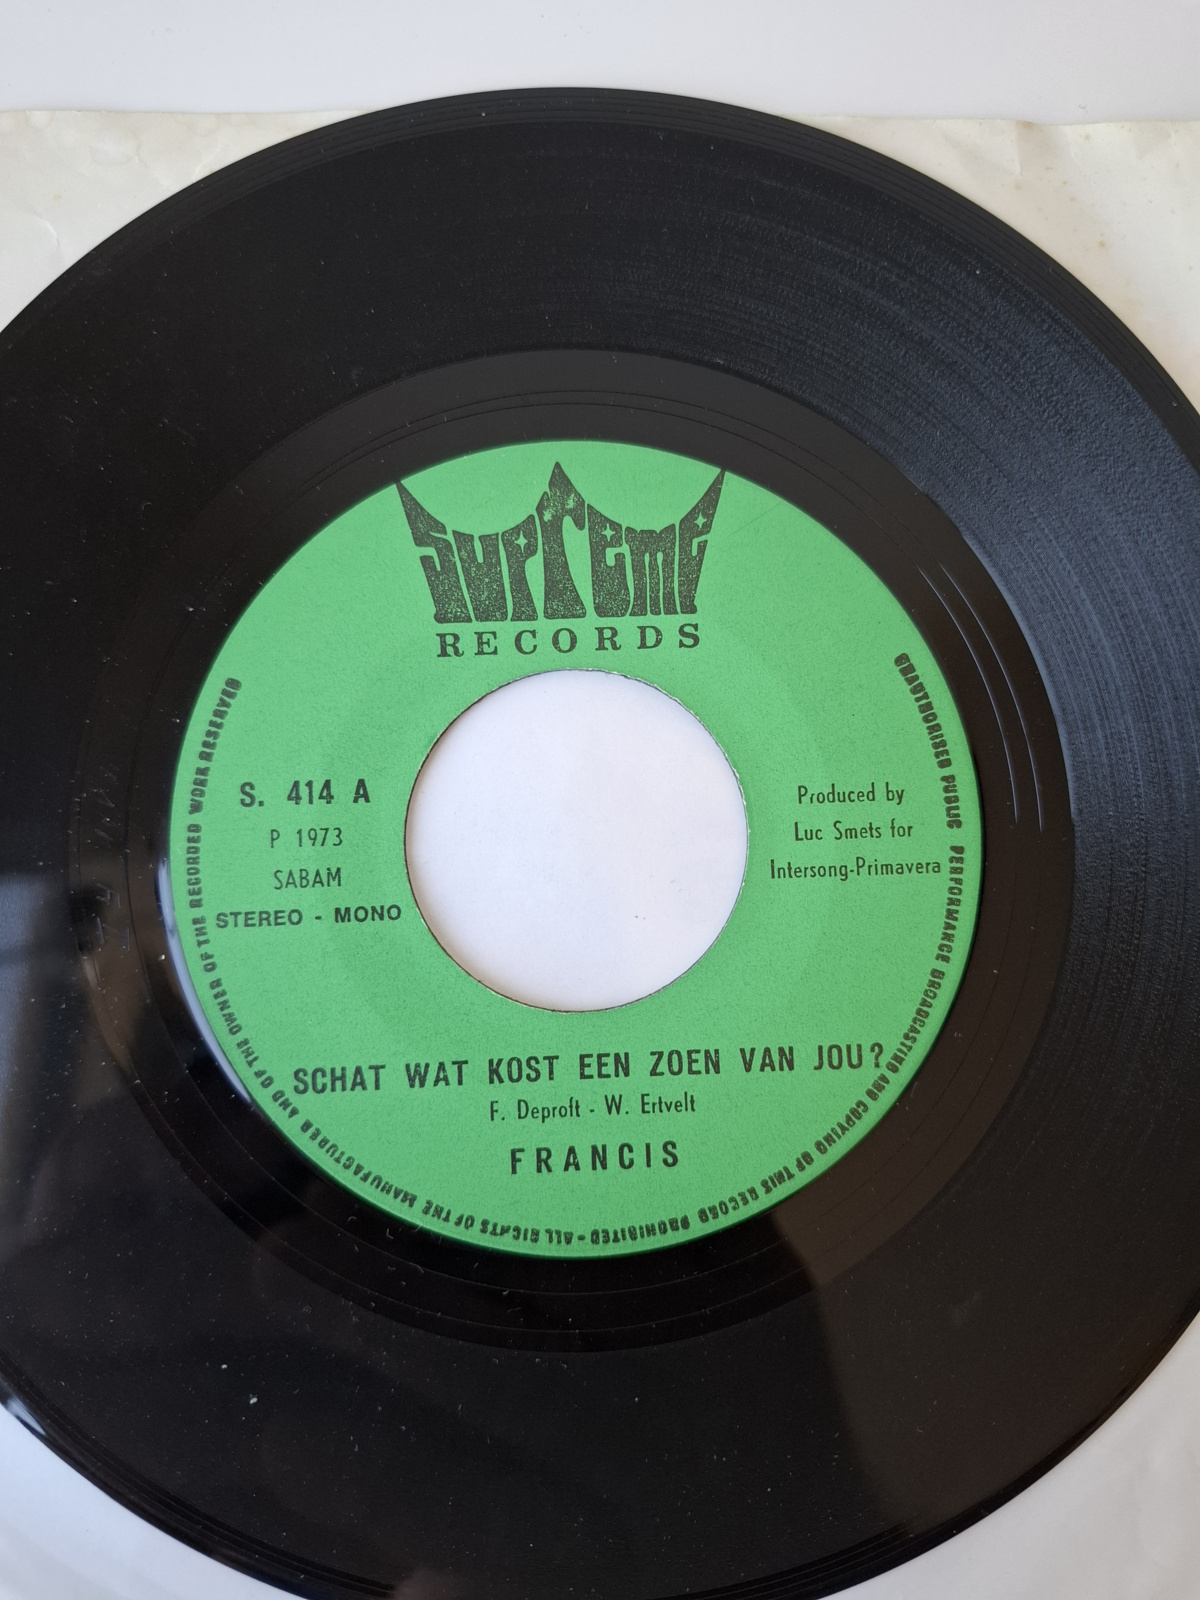 SUPREME
RECORDS
S. 414 A
P 1973
SABAM
STEREO - MONO
Produced by
Luc Smets for
Intersong-Primavera
SCHAT WAT KOST EEN ZOEN VAN JOU?
F. Deproft - W. Ertvelt
FRANCIS
UNAUTHORISED PUBLIC PERFORMANCE BROADCASTING AND COPYING OF THIS RECORD PROHIBITED - ALL RIGHTS OF THE MANUFACTURER AND OF THE OWNER OF THE RECORDED WORK RESERVED